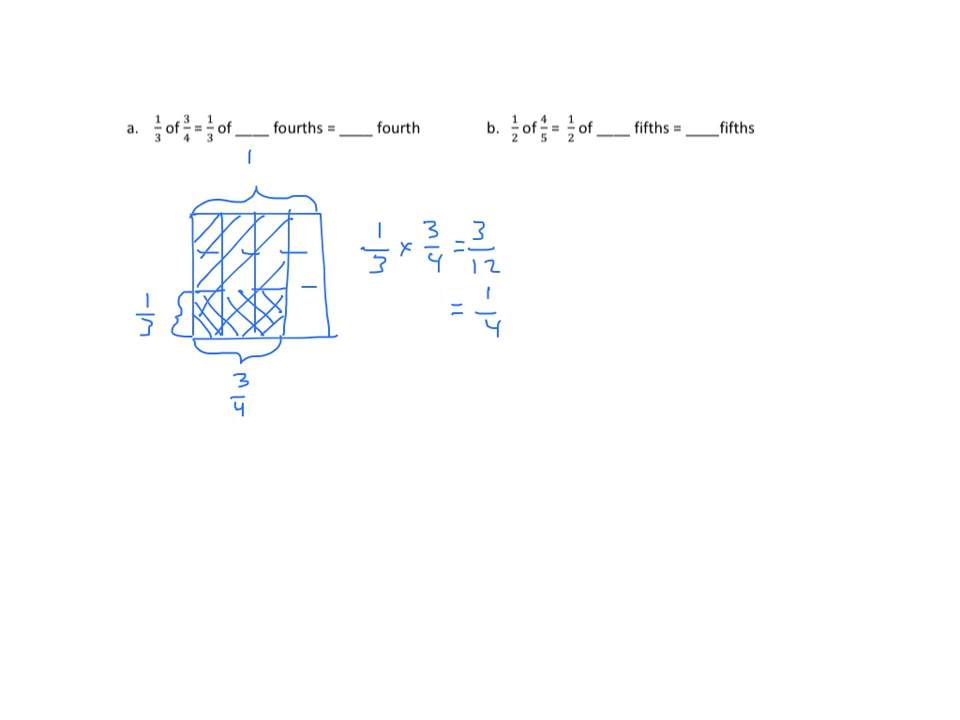 a. 1/3 of 3/4 = 1/3 of ____ fourths = ____ fourth
b. 1/2 of 4/5 = 1/2 of ____ fifths = ____fifths
1
1/3 × 3/4 = 3/12
= 1/4
1/3
3/4